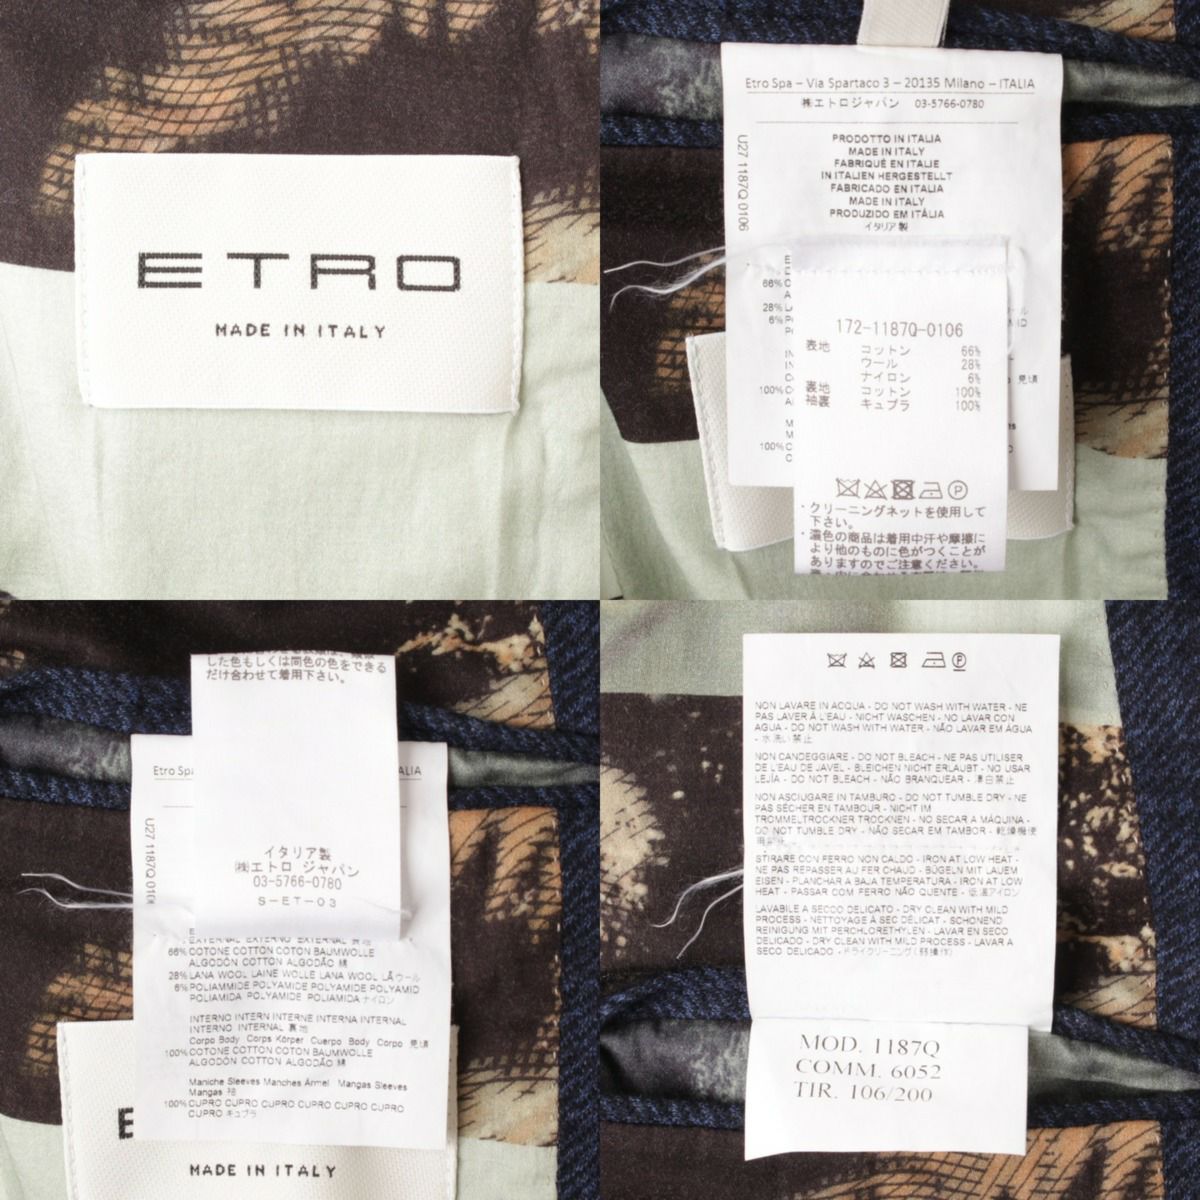 ETRO
MADE IN ITALY
Etro Spa – Via Spartaco 3 – 20135 Milano – ITALIA
㈱エトロジャパン 03-5766-0780
U27 1187Q 0106
PRODOTTO IN ITALIA
MADE IN ITALY
FABRIQUÉ EN ITALIE
IN ITALIEN HERGESTELLT
FABRICADO EN ITALIA
MADE IN ITALY
PRODUZIDO EM ITÁLIA
イタリア製
66%
28%
6%
100%
100%
見頃
172-1187Q-0106
表地 コットン 66%
ウール 28%
ナイロン 6%
裏地 コットン 100%
袖裏 キュプラ 100%
・クリーニングネットを使用して
下さい。
・濃色の商品は着用中汗や摩擦に
より他のものに色がつくことが
ありますのでご注意ください。
した色もしくは同色の色をできる
だけ合わせて着用下さい。
Etro Spa
ALIA
U27 1187Q 0106
イタリア製
㈱エトロ ジャパン
03-5766-0780
S-ET-03
EXTERNAL EXTERNO EXTERNAL 表地
66% COTONE COTTON COTON BAUMWOLLE
ALGODÓN COTTON ALGODÃO 綿
28% LANA WOOL LAINE WOLLE LANA WOOL LÃ ウール
6% POLIAMMIDE POLYAMIDE POLYAMIDE POLYAMID
POLIAMIDA POLYAMIDE POLIAMIDA ナイロン
INTERNO INTERN INTERNE INTERNA INTERNAL
INTERNO INTERNAL 裏地
Corpo Body Corps Körper Cuerpo Body Corpo 見頃
100% COTONE COTTON COTON BAUMWOLLE
ALGODÓN COTTON ALGODÃO 綿
Maniche Sleeves Manches Ärmel Mangas Sleeves
Mangas 袖
100% CUPRO CUPRO CUPRO CUPRO CUPRO CUPRO
CUPRO キュプラ
E
MADE IN ITALY
NON LAVARE IN ACQUA - DO NOT WASH WITH WATER - NE
PAS LAVER À L'EAU - NICHT WASCHEN - NO LAVAR CON
AGUA - DO NOT WASH WITH WATER - NÃO LAVAR EM ÁGUA
- 水洗い禁止
NON CANDEGGIARE - DO NOT BLEACH - NE PAS UTILISER
DE L'EAU DE JAVEL - BLEICHEN NICHT ERLAUBT - NO USAR
LEJÍA - DO NOT BLEACH - NÃO BRANQUEAR - 漂白禁止
NON ASCIUGARE IN TAMBURO - DO NOT TUMBLE DRY - NE
PAS SÉCHER EN TAMBOUR - NICHT IM
TROMMELTROCKNER TROCKNEN - NO SECAR A MÁQUINA -
DO NOT TUMBLE DRY - NÃO SECAR EM TAMBOR - 乾燥機使
用禁止
STIRARE CON FERRO NON CALDO - IRON AT LOW HEAT -
NE PAS REPASSER AU FER CHAUD - BÜGELN MIT LAUEM
EISEN - PLANCHAR A BAJA TEMPERATURA - IRON AT LOW
HEAT - PASSAR COM FERRO NÃO QUENTE - 低温アイロン
LAVABILE A SECCO DELICATO - DRY CLEAN WITH MILD
PROCESS - NETTOYAGE À SEC DÉLICAT - SCHONEND
REINIGUNG MIT PERCHLORETHYLEN - LAVAR EN SECO
DELICADO - DRY CLEAN WITH MILD PROCESS - LAVAR A
SECO DELICADO - ドライクリーニング(弱操作)
MOD. 1187Q
COMM. 6052
TIR. 106/200